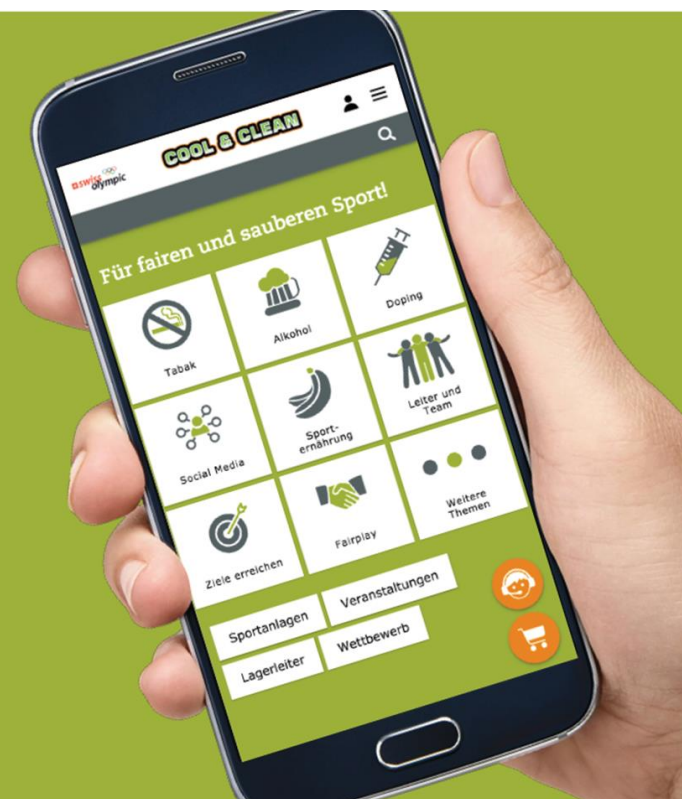 swiss
olympic
COOL & CLEAN
Für fairen und sauberen Sport!
Tabak
Alkohol
Doping
Social Media
Sport-
ernährung
Leiter und
Team
Ziele erreichen
Fairplay
Weitere
Themen
Sportanlagen
Veranstaltungen
Lagerleiter
Wettbewerb